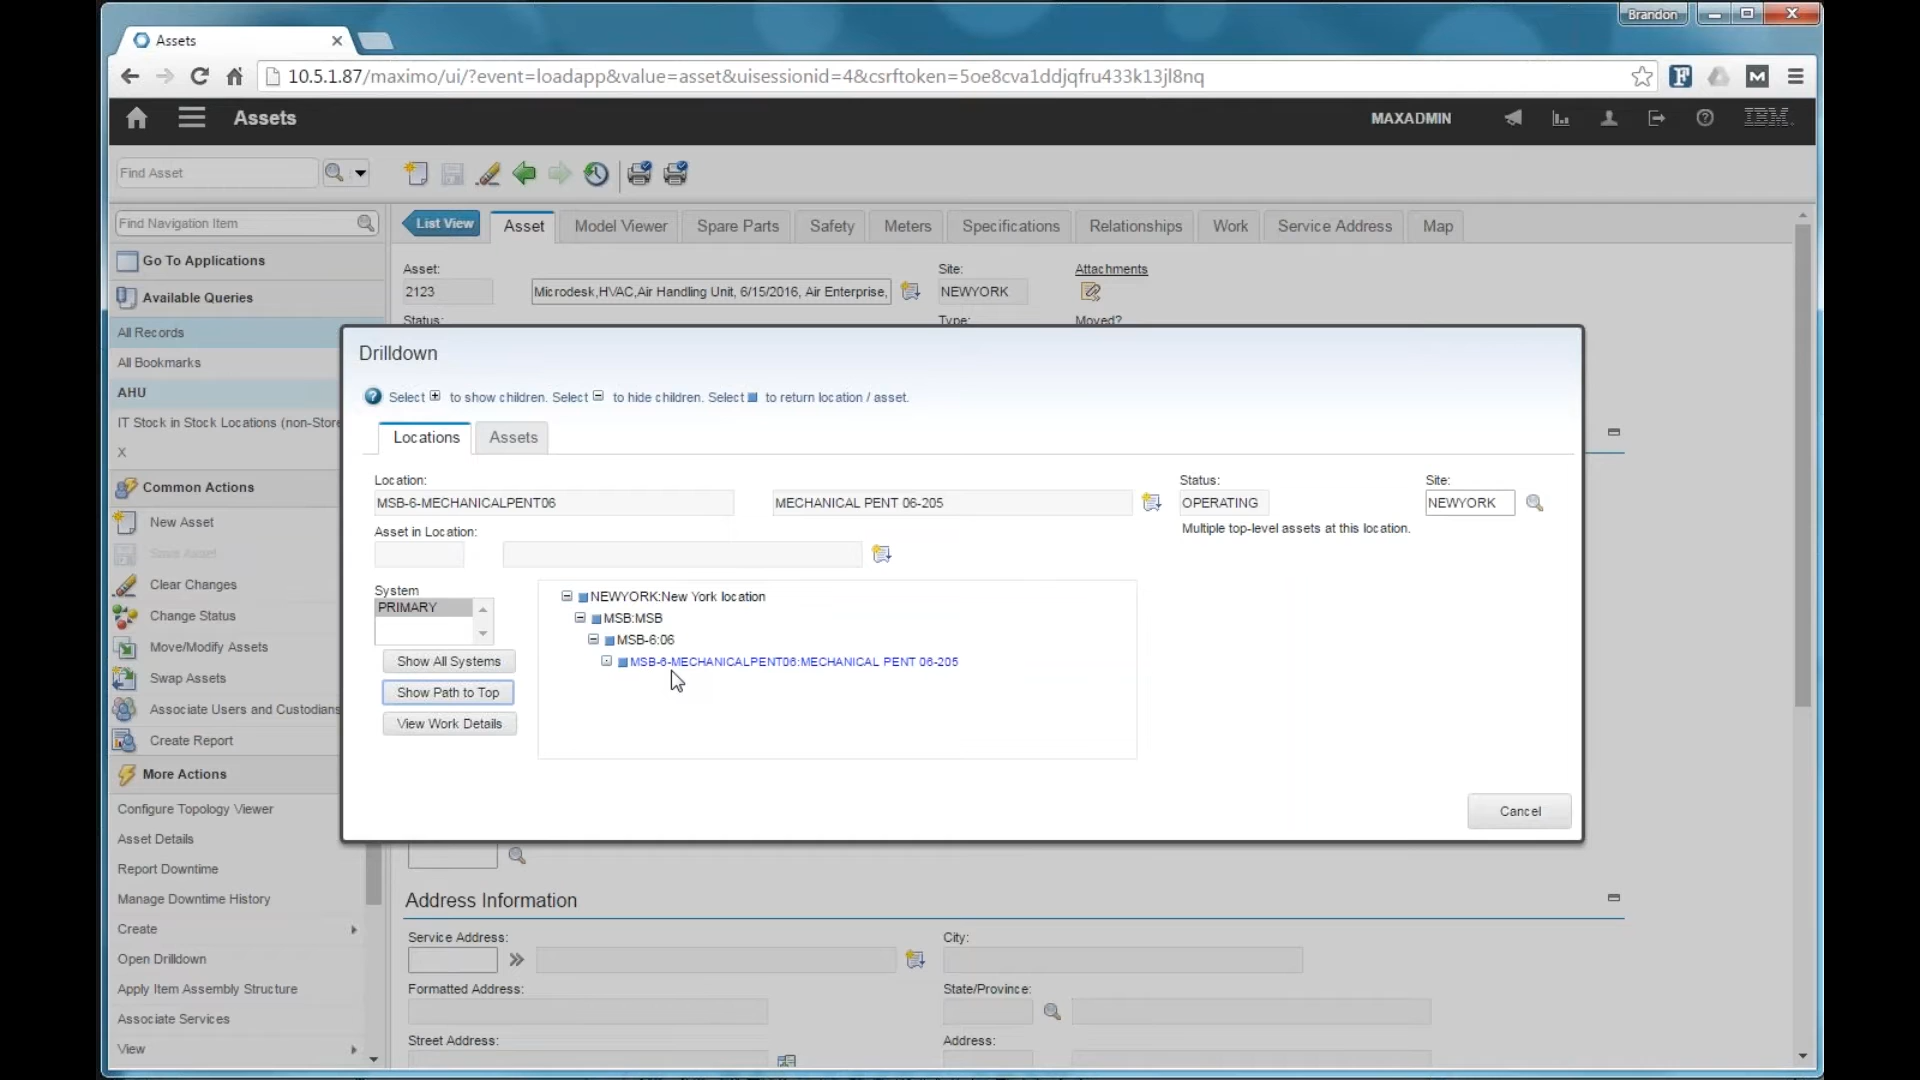 Brandon
Assets
10.5.1.87/maximo/ui/?event=loadapp&value=asset&uisessionid=4&csrftoken=5oe8cva1ddjqfru433k13jl8nq
Assets
MAXADMIN
IBM.
Find Asset
Find Navigation Item
List View
Asset
Model Viewer
Spare Parts
Safety
Meters
Specifications
Relationships
Work
Service Address
Map
Go To Applications
Available Queries
All Records
All Bookmarks
AHU
IT Stock in Stock Locations (non-Store
X
Common Actions
New Asset
Save Asset
Clear Changes
Change Status
Move/Modify Assets
Swap Assets
Associate Users and Custodians
Create Report
More Actions
Configure Topology Viewer
Asset Details
Report Downtime
Manage Downtime History
Create
Open Drilldown
Apply Item Assembly Structure
Associate Services
View
Asset:
2123
Microdesk,HVAC,Air Handling Unit, 6/15/2016, Air Enterprise,
Site:
NEWYORK
Attachments
Status:
Type:
Moved?
Drilldown
Select to show children. Select to hide children. Select to return location / asset.
Locations
Assets
Location:
MSB-6-MECHANICALPENT06
MECHANICAL PENT 06-205
Status:
OPERATING
Site:
NEWYORK
Multiple top-level assets at this location.
Asset in Location:
System
PRIMARY
Show All Systems
Show Path to Top
View Work Details
NEWYORK:New York location
MSB:MSB
MSB-6:06
MSB-6-MECHANICALPENT06:MECHANICAL PENT 06-205
Cancel
Address Information
Service Address:
City:
Formatted Address:
State/Province:
Street Address:
Address: